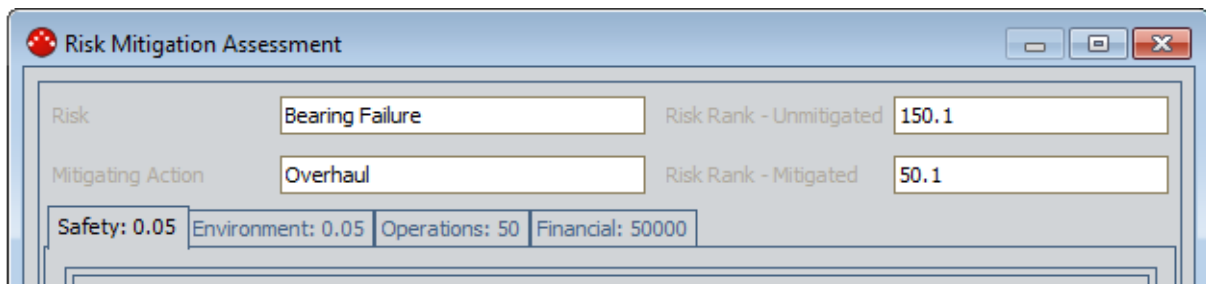 Risk Mitigation Assessment
Risk Bearing Failure Risk Rank - Unmitigated 150.1
Mitigating Action Overhaul Risk Rank - Mitigated 50.1
Safety: 0.05 Environment: 0.05 Operations: 50 Financial: 50000